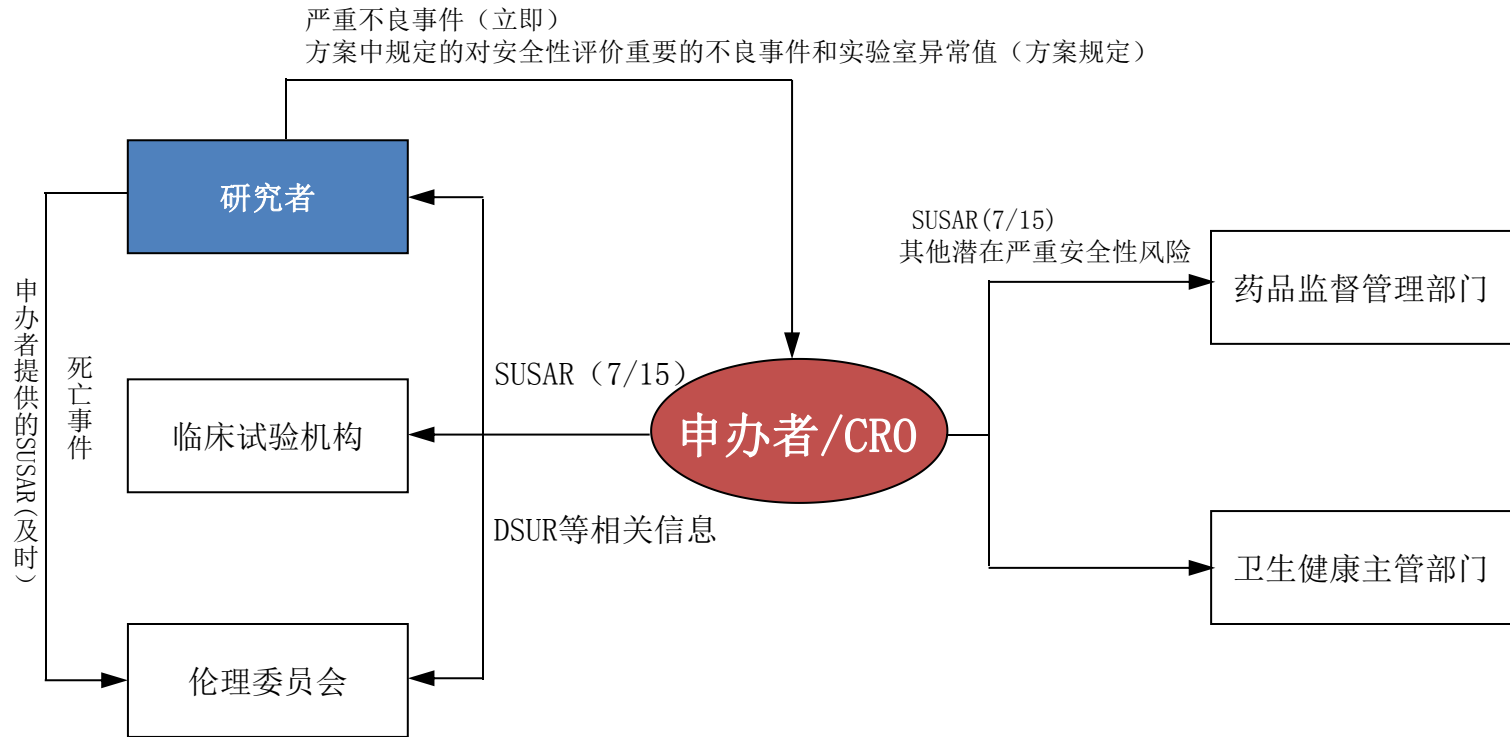 严重不良事件（立即）
方案中规定的对安全性评价重要的不良事件和实验室异常值（方案规定）
研究者
SUSAR(7/15)
其他潜在严重安全性风险
药品监督管理部门
申办者提供的SUSAR(及时)
死亡事件
SUSAR（7/15）
临床试验机构
申办者/CRO
DSUR等相关信息
卫生健康主管部门
伦理委员会